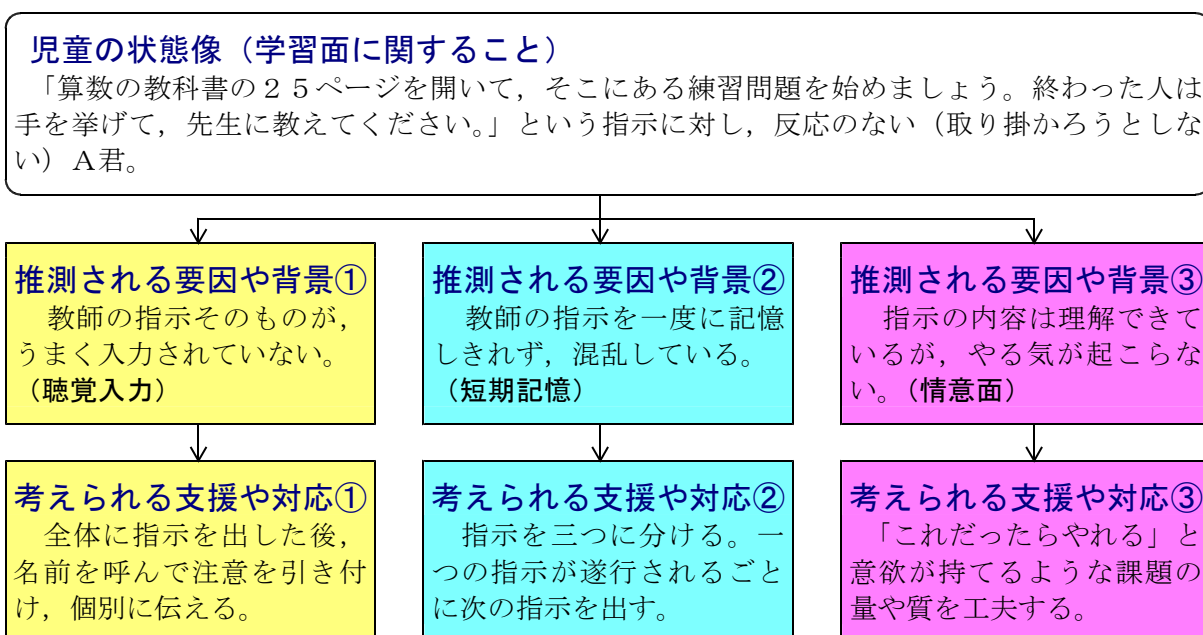 児童の状態像（学習面に関すること）
「算数の教科書の２５ページを開いて，そこにある練習問題を始めましょう。終わった人は
手を挙げて，先生に教えてください。」という指示に対し，反応のない（取り掛かろうとしな
い）Ａ君。
推測される要因や背景①
教師の指示そのものが，
うまく入力されていない。
（聴覚入力）
推測される要因や背景②
教師の指示を一度に記憶
しきれず，混乱している。
（短期記憶）
推測される要因や背景③
指示の内容は理解できて
いるが，やる気が起こらな
い。（情意面）
考えられる支援や対応①
全体に指示を出した後，
名前を呼んで注意を引き付
け，個別に伝える。
考えられる支援や対応②
指示を三つに分ける。一
つの指示が遂行されるごと
に次の指示を出す。
考えられる支援や対応③
「これだったらやれる」と
意欲が持てるような課題の
量や質を工夫する。